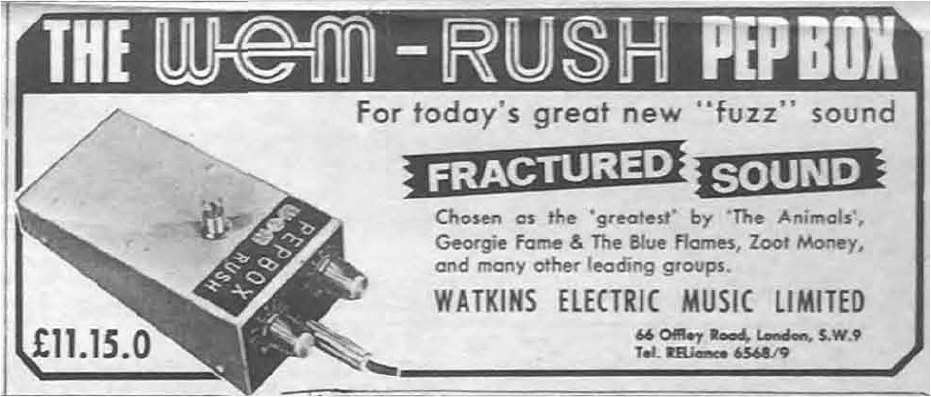 THE wem - RUSH PEP BOX
For today's great new "fuzz" sound
FRACTURED SOUND
Chosen as the 'greatest' by 'The Animals',
Georgie Fame & The Blue Flames, Zoot Money,
and many other leading groups.
WATKINS ELECTRIC MUSIC LIMITED
66 Offley Road, London, S.W.9
Tel. RELiance 6568/9
wem
PEPBOX
RUSH
£11.15.0